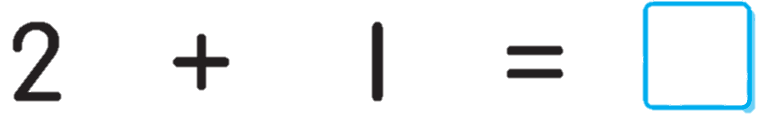 2 + 1 =